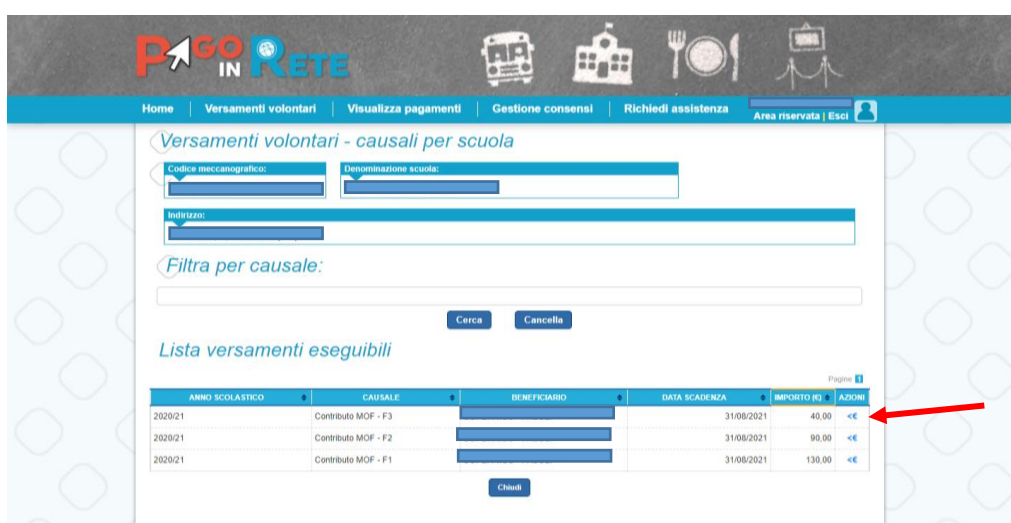 PAGO
IN RETE
Home | Versamenti volontari | Visualizza pagamenti | Gestione consensi | Richiedi assistenza
Area riservata | Esci
Versamenti volontari - causali per scuola
Codice meccanografico: Denominazione scuola:
Indirizzo:
Filtra per causale:
Cerca Cancella
Lista versamenti eseguibili
Pagine 1
ANNO SCOLASTICO CAUSALE BENEFICIARIO DATA SCADENZA IMPORTO (€) AZIONI
2020/21 Contributo MOF - F3 31/08/2021 40,00 <€
2020/21 Contributo MOF - F2 31/08/2021 90,00 <€
2020/21 Contributo MOF - F1 31/08/2021 130,00 <€
Chiudi